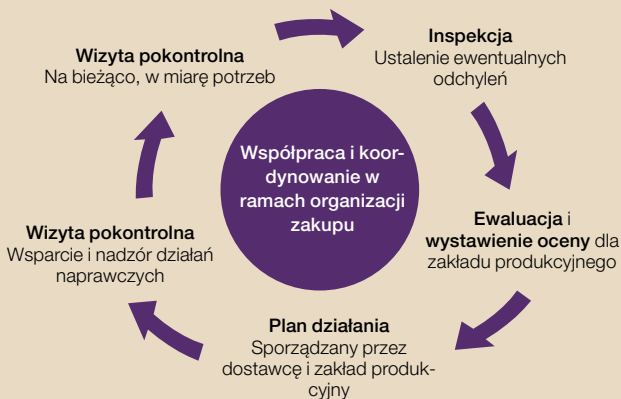 Wizyta pokontrolna
Na bieżąco, w miarę potrzeb
Inspekcja
Ustalenie ewentualnych
odchyleń
Współpraca i koor-
dynowanie w
ramach organizacji
zakupu
Ewaluacja i
wystawienie oceny dla
zakładu produkcyjnego
Wizyta pokontrolna
Wsparcie i nadzór działań
naprawczych
Plan działania
Sporządzany przez
dostawcę i zakład produk-
cyjny